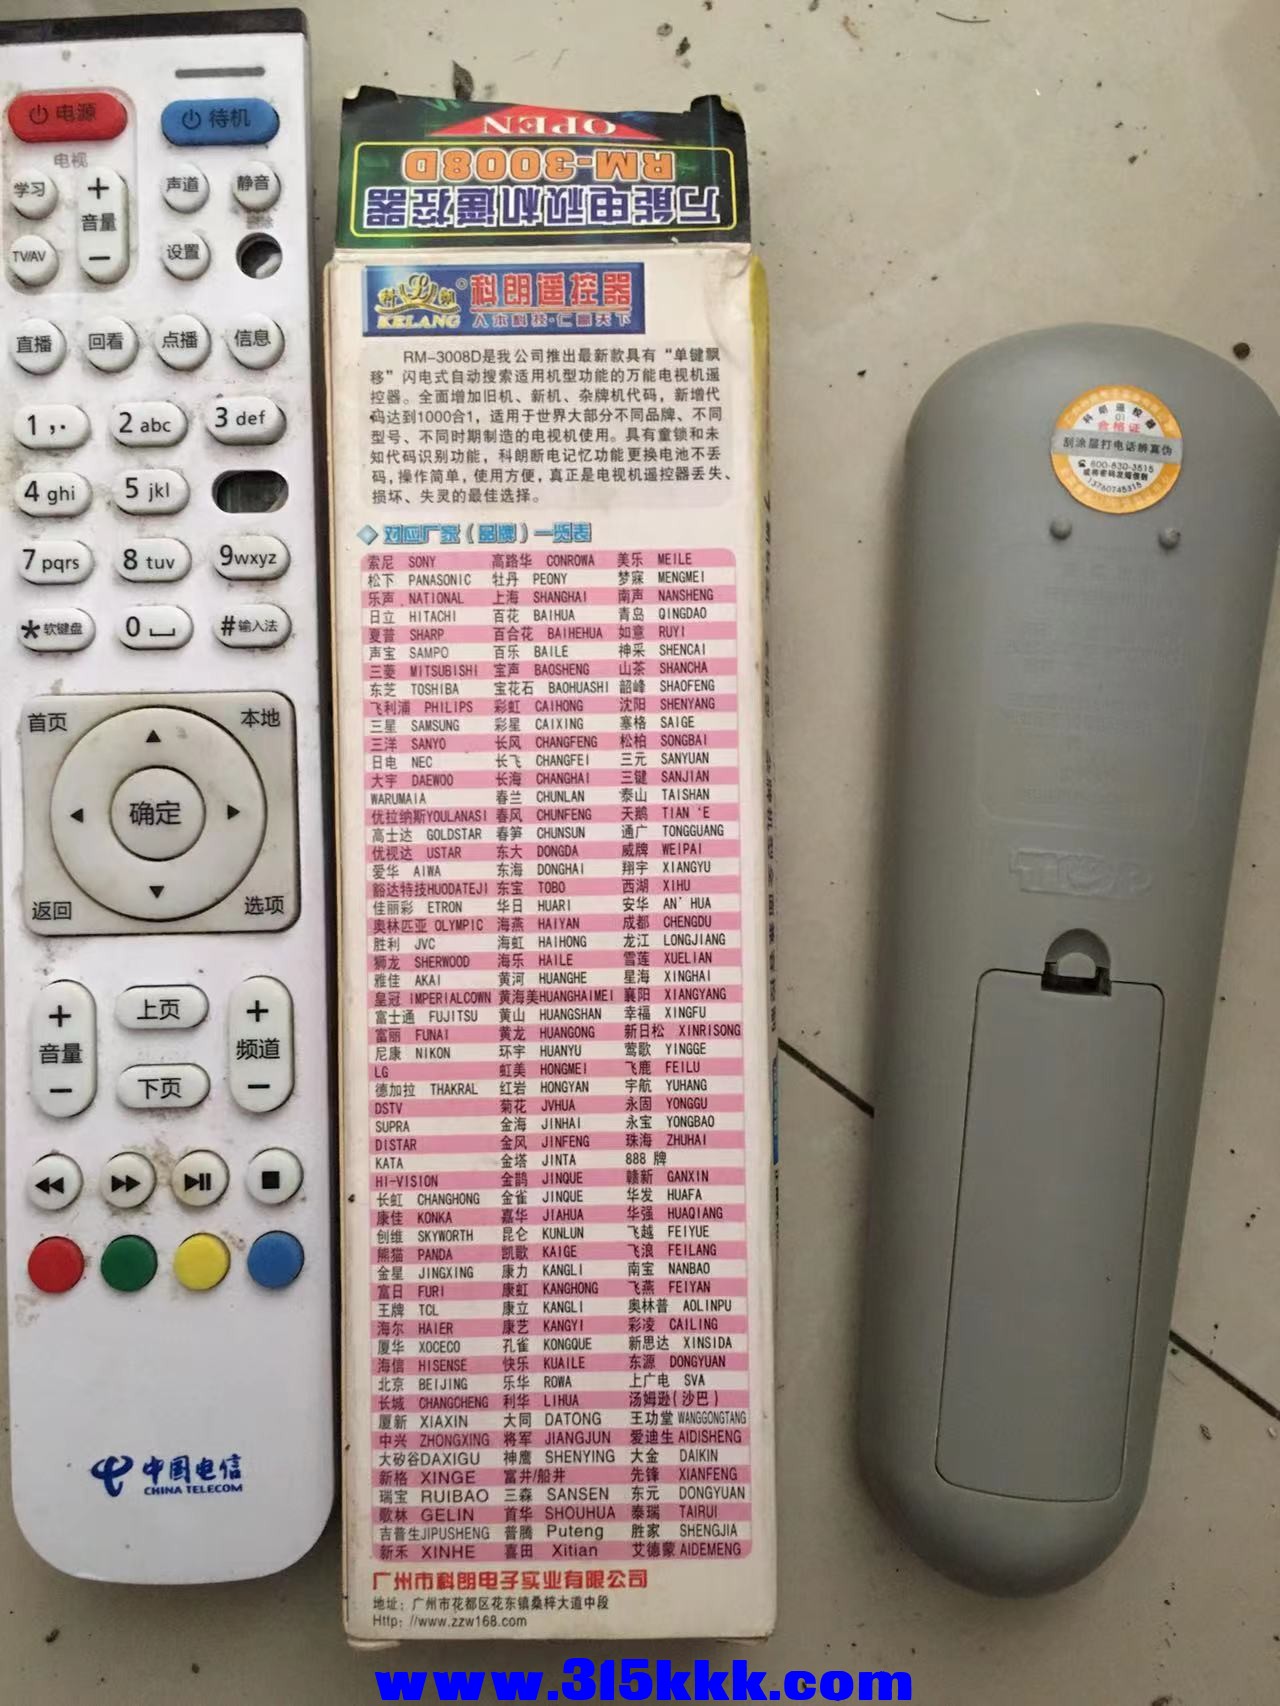 电源
待机
电视
学习
+
音量
−
声道
静音
TV/AV
设置
直播
回看
点播
信息
1,.
2 abc
3 def
4 ghi
5 jkl
7 pqrs
8 tuv
9wxyz
*软键盘
0
#输入法
首页
本地
确定
返回
选项
+
音量
−
上页
下页
+
频道
−
中国电信
CHINA TELECOM
OPEN
RM-3008D
万能电视机遥控器
科朗
KELANG
科朗遥控器
人本科技·仁赢天下
RM-3008D是我公司推出最新款具有“单键飘
移”闪电式自动搜索适用机型功能的万能电视机遥
控器。全面增加旧机、新机、杂牌机代码，新增代
码达到1000合1，适用于世界大部分不同品牌、不同
型号、不同时期制造的电视机使用。具有童锁和未
知代码识别功能，科朗断电记忆功能更换电池不丢
码，操作简单，使用方便，真正是电视机遥控器丢失、
损坏、失灵的最佳选择。
对应厂家（品牌）一览表
索尼 SONY 高路华 CONROWA 美乐 MEILE
松下 PANASONIC 牡丹 PEONY 梦寐 MENGMEI
乐声 NATIONAL 上海 SHANGHAI 南声 NANSHENG
日立 HITACHI 百花 BAIHUA 青岛 QINGDAO
夏普 SHARP 百合花 BAIHEHUA 如意 RUYI
声宝 SAMPO 百乐 BAILE 神采 SHENCAI
三菱 MITSUBISHI 宝声 BAOSHENG 山茶 SHANCHA
东芝 TOSHIBA 宝花石 BAOHUASHI 韶峰 SHAOFENG
飞利浦 PHILIPS 彩虹 CAIHONG 沈阳 SHENYANG
三星 SAMSUNG 彩星 CAIXING 塞格 SAIGE
三洋 SANYO 长风 CHANGFENG 松柏 SONGBAI
日电 NEC 长飞 CHANGFEI 三元 SANYUAN
大宇 DAEWOO 长海 CHANGHAI 三键 SANJIAN
WARUMAIA 春兰 CHUNLAN 泰山 TAISHAN
优拉纳斯YOULANASI 春风 CHUNFENG 天鹅 TIAN'E
高士达 GOLDSTAR 春笋 CHUNSUN 通广 TONGGUANG
优视达 USTAR 东大 DONGDA 威牌 WEIPAI
爱华 AIWA 东海 DONGHAI 翔宇 XIANGYU
豁达特技HUODATEJI 东宝 TOBO 西湖 XIHU
佳丽彩 ETRON 华日 HUARI 安华 AN'HUA
奥林匹亚 OLYMPIC 海燕 HAIYAN 成都 CHENGDU
胜利 JVC 海虹 HAIHONG 龙江 LONGJIANG
狮龙 SHERWOOD 海乐 HAILE 雪莲 XUELIAN
雅佳 AKAI 黄河 HUANGHE 星海 XINGHAI
皇冠 IMPERIALCOWN 黄海美HUANGHAIMEI 襄阳 XIANGYANG
富士通 FUJITSU 黄山 HUANGSHAN 幸福 XINGFU
富丽 FUNAI 黄龙 HUANGONG 新日松 XINRISONG
尼康 NIKON 环宇 HUANYU 莺歌 YINGGE
LG 虹美 HONGMEI 飞鹿 FEILU
德加拉 THAKRAL 红岩 HONGYAN 宇航 YUHANG
DSTV 菊花 JVHUA 永固 YONGGU
SUPRA 金海 JINHAI 永宝 YONGBAO
DISTAR 金风 JINFENG 珠海 ZHUHAI
KATA 金塔 JINTA 888 牌
HI-VISION 金鹊 JINQUE 赣新 GANXIN
长虹 CHANGHONG 金雀 JINQUE 华发 HUAFA
康佳 KONKA 嘉华 JIAHUA 华强 HUAQIANG
创维 SKYWORTH 昆仑 KUNLUN 飞越 FEIYUE
熊猫 PANDA 凯歌 KAIGE 飞浪 FEILANG
金星 JINGXING 康力 KANGLI 南宝 NANBAO
富日 FURI 康虹 KANGHONG 飞燕 FEIYAN
王牌 TCL 康立 KANGLI 奥林普 AOLINPU
海尔 HAIER 康艺 KANGYI 彩凌 CAILING
厦华 XOCECO 孔雀 KONGQUE 新思达 XINSIDA
海信 HISENSE 快乐 KUAILE 东源 DONGYUAN
北京 BEIJING 乐华 ROWA 上广电 SVA
长城 CHANGCHENG 利华 LIHUA 汤姆逊(沙巴)
厦新 XIAXIN 大同 DATONG 王功堂 WANGGONGTANG
中兴 ZHONGXING 将军 JIANGJUN 爱迪生 AIDISHENG
大矽谷DAXIGU 神鹰 SHENYING 大金 DAIKIN
新格 XINGE 富井/船井 先锋 XIANFENG
瑞宝 RUIBAO 三森 SANSEN 东元 DONGYUAN
歌林 GELIN 首华 SHOUHUA 泰瑞 TAIRUI
吉普生JIPUSHENG 普腾 Puteng 胜家 SHENGJIA
新禾 XINHE 喜田 Xitian 艾德蒙 AIDEMENG
广州市科朗电子实业有限公司
地址：广州市花都区花东镇桑梓大道中段
Http：//www.zzw168.com
科朗遥控器
01
合格证
刮涂层打电话辨真伪
800-830-3515
或将密码发短信到
13760745315
www.315kkk.com